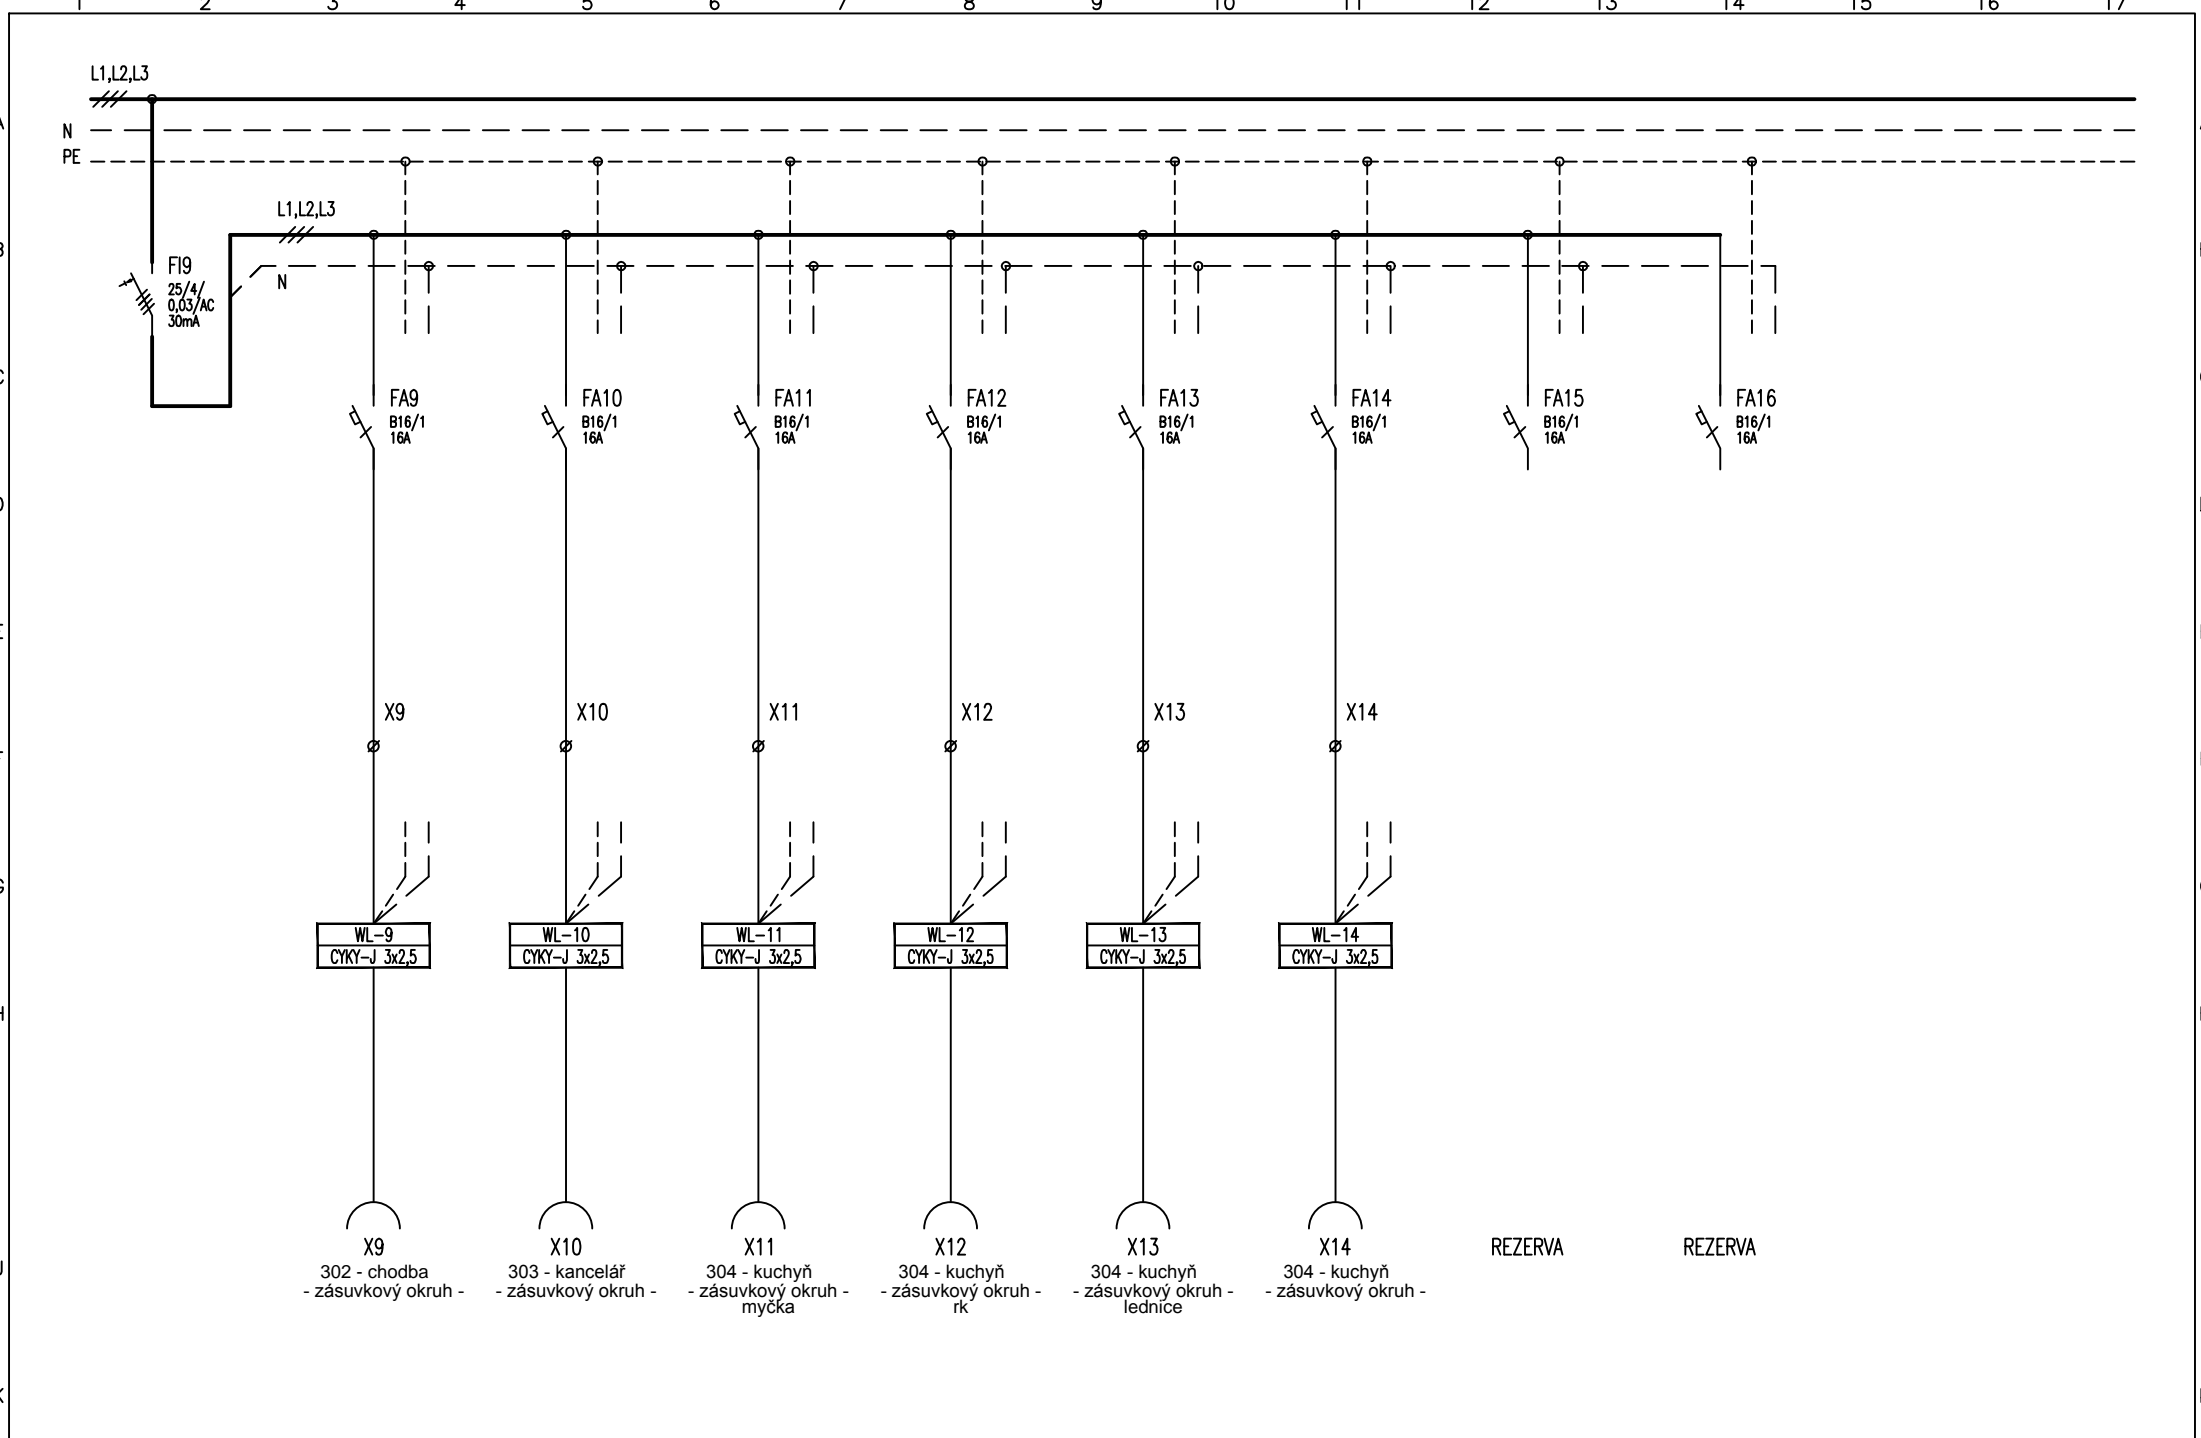 1 2 3 4 5 6 7 8 9 10 11 12 13 14 15 16 17
L1,L2,L3
A
N
PE
L1,L2,L3
B
FI9
N
25/4/
0,03/AC
30mA
C
FA9 FA10 FA11 FA12 FA13 FA14 FA15 FA16
B16/1 B16/1 B16/1 B16/1 B16/1 B16/1 B16/1 B16/1
16A 16A 16A 16A 16A 16A 16A 16A
D
E
X9 X10 X11 X12 X13 X14
F
G
WL-9 WL-10 WL-11 WL-12 WL-13 WL-14
CYKY-J 3x2,5 CYKY-J 3x2,5 CYKY-J 3x2,5 CYKY-J 3x2,5 CYKY-J 3x2,5 CYKY-J 3x2,5
H
X9 X10 X11 X12 X13 X14 REZERVA REZERVA
J
302 - chodba 303 - kancelář 304 - kuchyň 304 - kuchyň 304 - kuchyň 304 - kuchyň
- zásuvkový okruh - - zásuvkový okruh - - zásuvkový okruh - - zásuvkový okruh - - zásuvkový okruh - - zásuvkový okruh -
myčka rk lednice
K